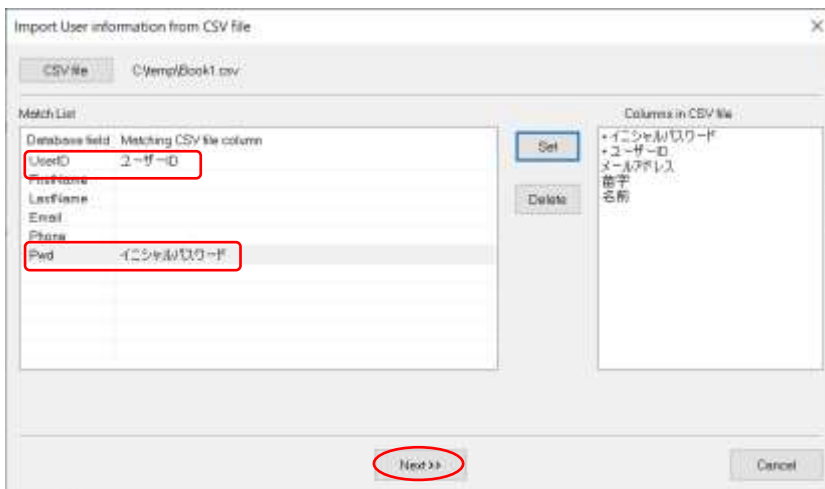 Import User information from CSV file
CSV file
C:\temp\Book1.csv
Match List
Columns in CSV file
Database field Matching CSV file column
UserID ユーザーID
FirstName
LastName
Email
Phone
Pwd イニシャルパスワード
Set
Delete
*イニシャルパスワード
*ユーザーID
メールアドレス
苗字
名前
Next >>
Cancel